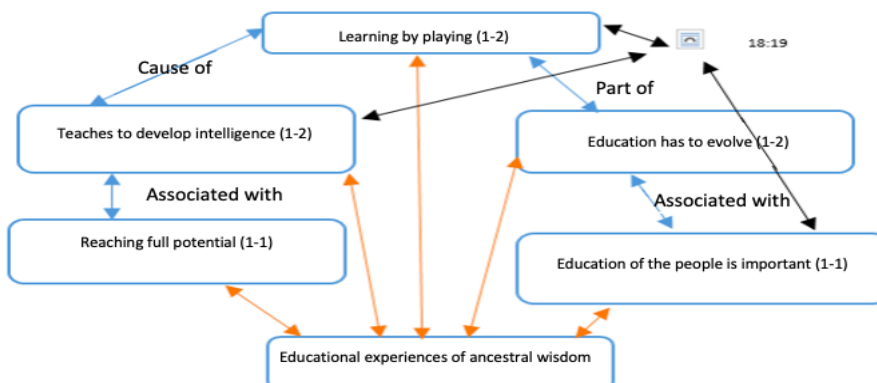 Learning by playing (1-2)
18:19
Cause of
Part of
Teaches to develop intelligence (1-2)
Education has to evolve (1-2)
Associated with
Associated with
Reaching full potential (1-1)
Education of the people is important (1-1)
Educational experiences of ancestral wisdom